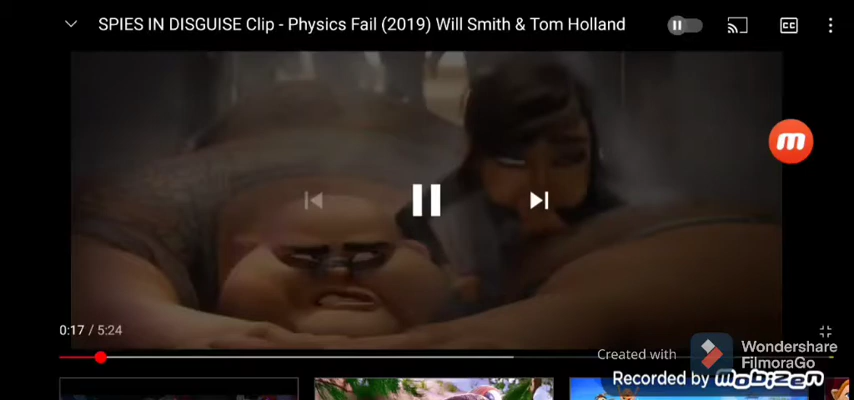 SPIES IN DISGUISE Clip - Physics Fail (2019) Will Smith & Tom Holland
CC
m
0:17 / 5:24
Created with
Wondershare
FilmoraGo
Recorded by mobizen